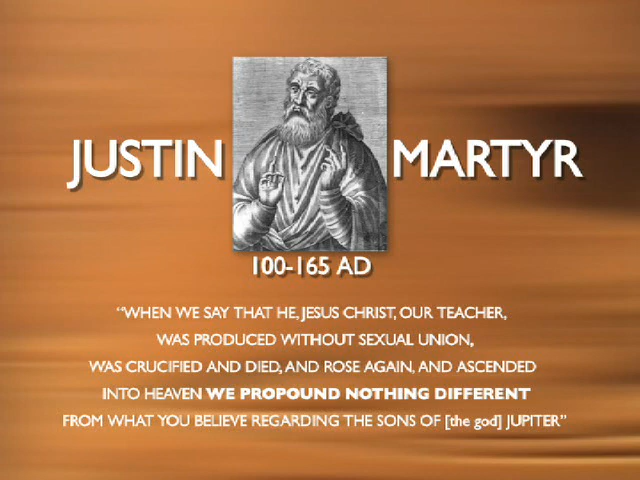 JUSTIN MARTYR
100-165 AD
“WHEN WE SAY THAT HE, JESUS CHRIST, OUR TEACHER,
WAS PRODUCED WITHOUT SEXUAL UNION,
WAS CRUCIFIED AND DIED, AND ROSE AGAIN, AND ASCENDED
INTO HEAVEN WE PROPOUND NOTHING DIFFERENT
FROM WHAT YOU BELIEVE REGARDING THE SONS OF [the god] JUPITER”